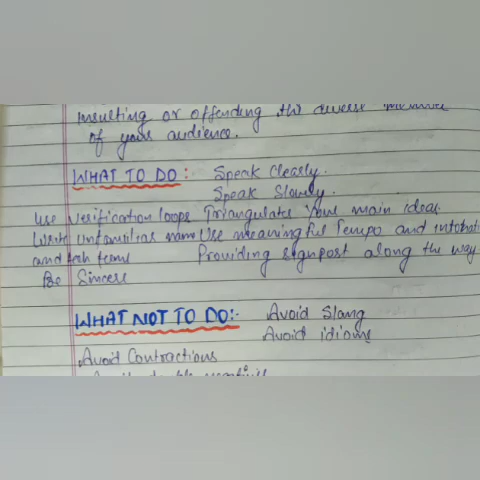 insulting or offending the diverse
of your audience.
WHAT TO DO: Speak Clearly.
Speak Slowly.
Use Verification loops Triangulate your main ideas
Write unfamiliar name Use meaningful Tempo and
and tech terms Providing signpost along the way
Be Sincere
WHAT NOT TO DO:- Avoid Slang
Avoid idioms
Avoid Contractions